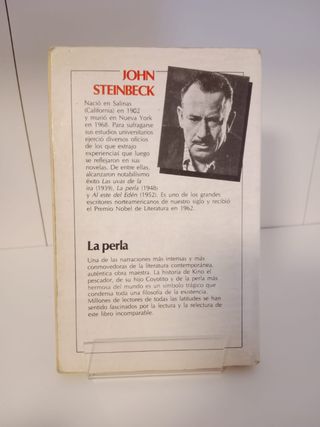 JOHN
STEINBECK
Nació en Salinas
(California) en 1902
y murió en Nueva York
en 1968. Para sufragarse
sus estudios universitarios
ejerció diversos oficios
de los que extrajo
experiencias que luego
se reflejaron en sus
novelas. De entre ellas,
alcanzaron notabilísimo
éxito Las uvas de la
ira (1939), La perla (1948)
y Al este del Edén (1952). Es uno de los grandes
escritores norteamericanos de nuestro siglo y recibió
el Premio Nobel de Literatura en 1962.
La perla
Una de las narraciones más intensas y más
conmovedoras de la literatura contemporánea,
auténtica obra maestra. La historia de Kino el
pescador, de su hijo Coyotito y de la perla más
hermosa del mundo es un símbolo trágico que
condensa toda una filosofía de la existencia.
Millones de lectores de todas las latitudes se han
sentido fascinados por la lectura y la relectura de
este libro incomparable.